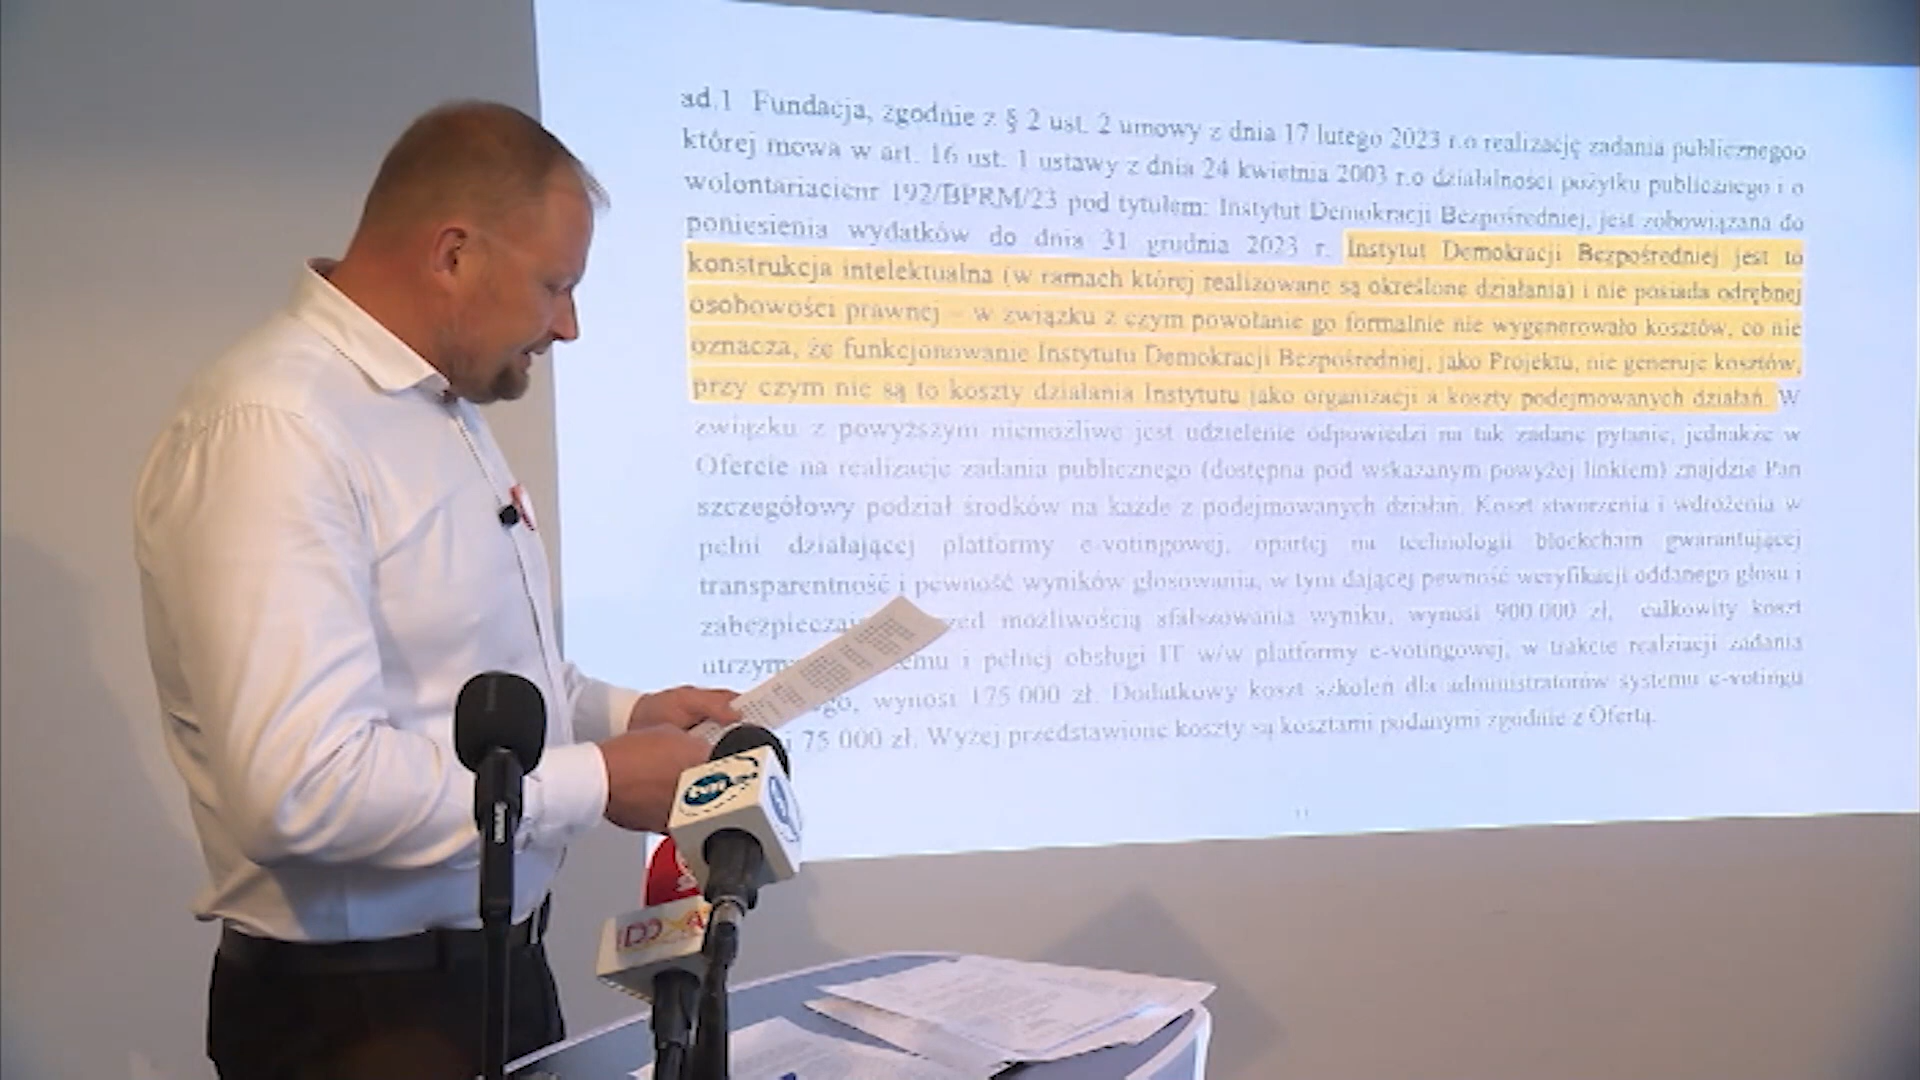 ad.1 Fundacja, zgodnie z § 2 ust. 2 umowy z dnia 17 lutego 2023 r.o realizację zadania publicznegoo
której mowa w art. 16 ust. 1 ustawy z dnia 24 kwietnia 2003 r.o działalności pożytku publicznego i o
wolontariacienr 192/BPRM/23 pod tytułem: Instytut Demokracji Bezpośredniej, jest zobowiązana do
poniesienia wydatków do dnia 31 grudnia 2023 r. Instytut Demokracji Bezpośredniej jest to
konstrukcja intelektualna (w ramach której realizowane są określone działania) i nie posiada odrębnej
osobowości prawnej – w związku z czym powołanie go formalnie nie wygenerowało kosztów, co nie
oznacza, że funkcjonowanie Instytutu Demokracji Bezpośredniej, jako Projektu, nie generuje kosztów,
przy czym nie są to koszty działania Instytutu jako organizacji a koszty podejmowanych działań. W
związku z powyższym niemożliwe jest udzielenie odpowiedzi na tak zadane pytanie, jednakże w
Ofercie na realizacje zadania publicznego (dostępna pod wskazanym powyżej linkiem) znajdzie Pan
szczegółowy podział środków na każde z podejmowanych działań. Koszt stworzenia i wdrożenia w
pełni działającej platformy e-votingowej, opartej na technologii blockchain gwarantującej
transparentność i pewność wyników głosowania, w tym dającej pewność weryfikacji oddanego głosu i
możliwością sfałszowania wyniku, wynosi 900 000 zł, całkowity koszt
i pełnej obsługi IT w/w platformy e-votingowej, w trakcie realziacji zadania
wynosi 175 000 zł. Dodatkowy koszt szkoleń dla administratorów systemu e-votingu
75 000 zł. Wyżej przedstawione koszty są kosztami podanymi zgodnie z Ofertą.
tvn